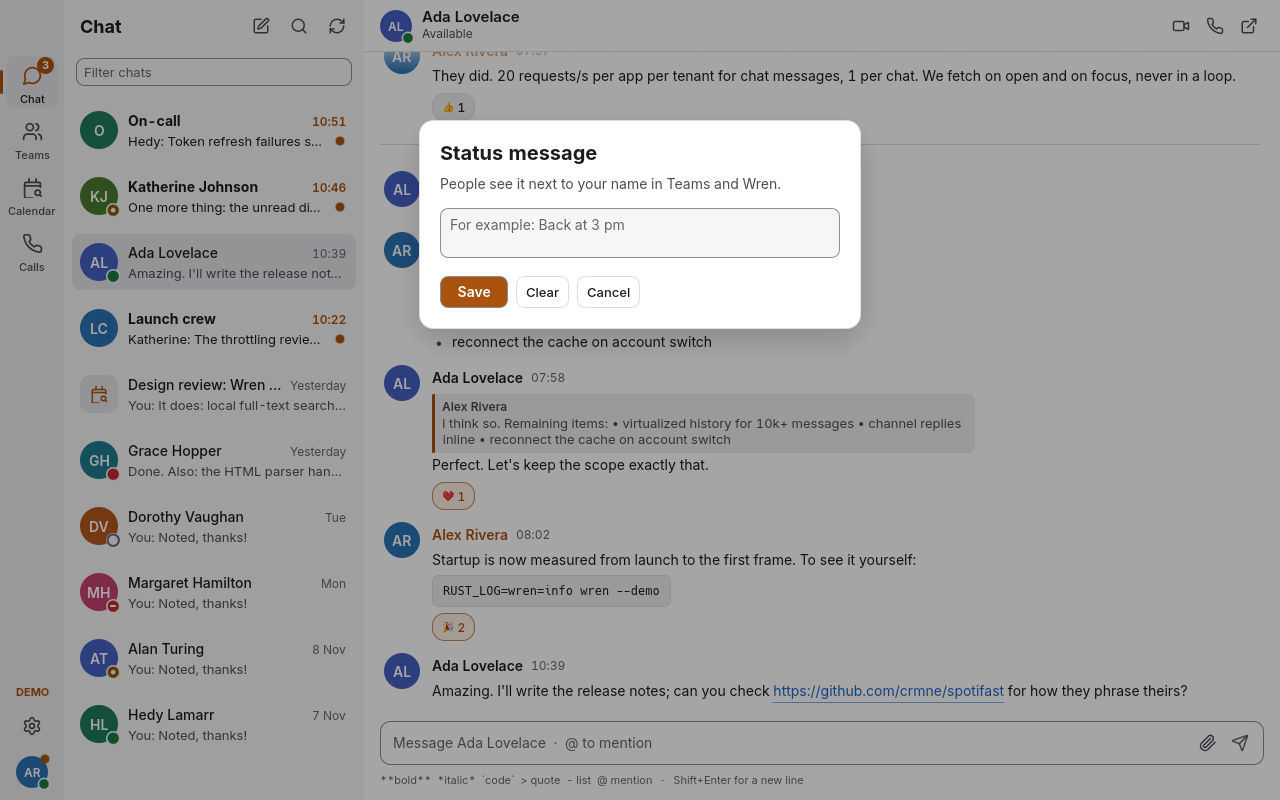 Chat
Filter chats
3
Chat
Teams
Calendar
Calls
DEMO
AR
O
On-call
10:51
Hedy: Token refresh failures s...
KJ
Katherine Johnson
10:46
One more thing: the unread di...
AL
Ada Lovelace
10:39
Amazing. I'll write the release not...
LC
Launch crew
10:22
Katherine: The throttling revie...
Design review: Wren ...
Yesterday
You: It does: local full-text search...
GH
Grace Hopper
Yesterday
Done. Also: the HTML parser han...
DV
Dorothy Vaughan
Tue
You: Noted, thanks!
MH
Margaret Hamilton
Mon
You: Noted, thanks!
AT
Alan Turing
8 Nov
You: Noted, thanks!
HL
Hedy Lamarr
7 Nov
You: Noted, thanks!
AL
Ada Lovelace
Available
AR
Alex Rivera 07:57
They did. 20 requests/s per app per tenant for chat messages, 1 per chat. We fetch on open and on focus, never in a loop.
👍 1
AL
AR
Status message
People see it next to your name in Teams and Wren.
For example: Back at 3 pm
Save
Clear
Cancel
• reconnect the cache on account switch
AL
Ada Lovelace 07:58
Alex Rivera
I think so. Remaining items: • virtualized history for 10k+ messages • channel replies
inline • reconnect the cache on account switch
Perfect. Let's keep the scope exactly that.
❤️ 1
AR
Alex Rivera 08:02
Startup is now measured from launch to the first frame. To see it yourself:
RUST_LOG=wren=info wren --demo
🎉 2
AL
Ada Lovelace 10:39
Amazing. I'll write the release notes; can you check https://github.com/crmne/spotifast for how they phrase theirs?
Message Ada Lovelace · @ to mention
**bold** *italic* `code` > quote - list @ mention · Shift+Enter for a new line